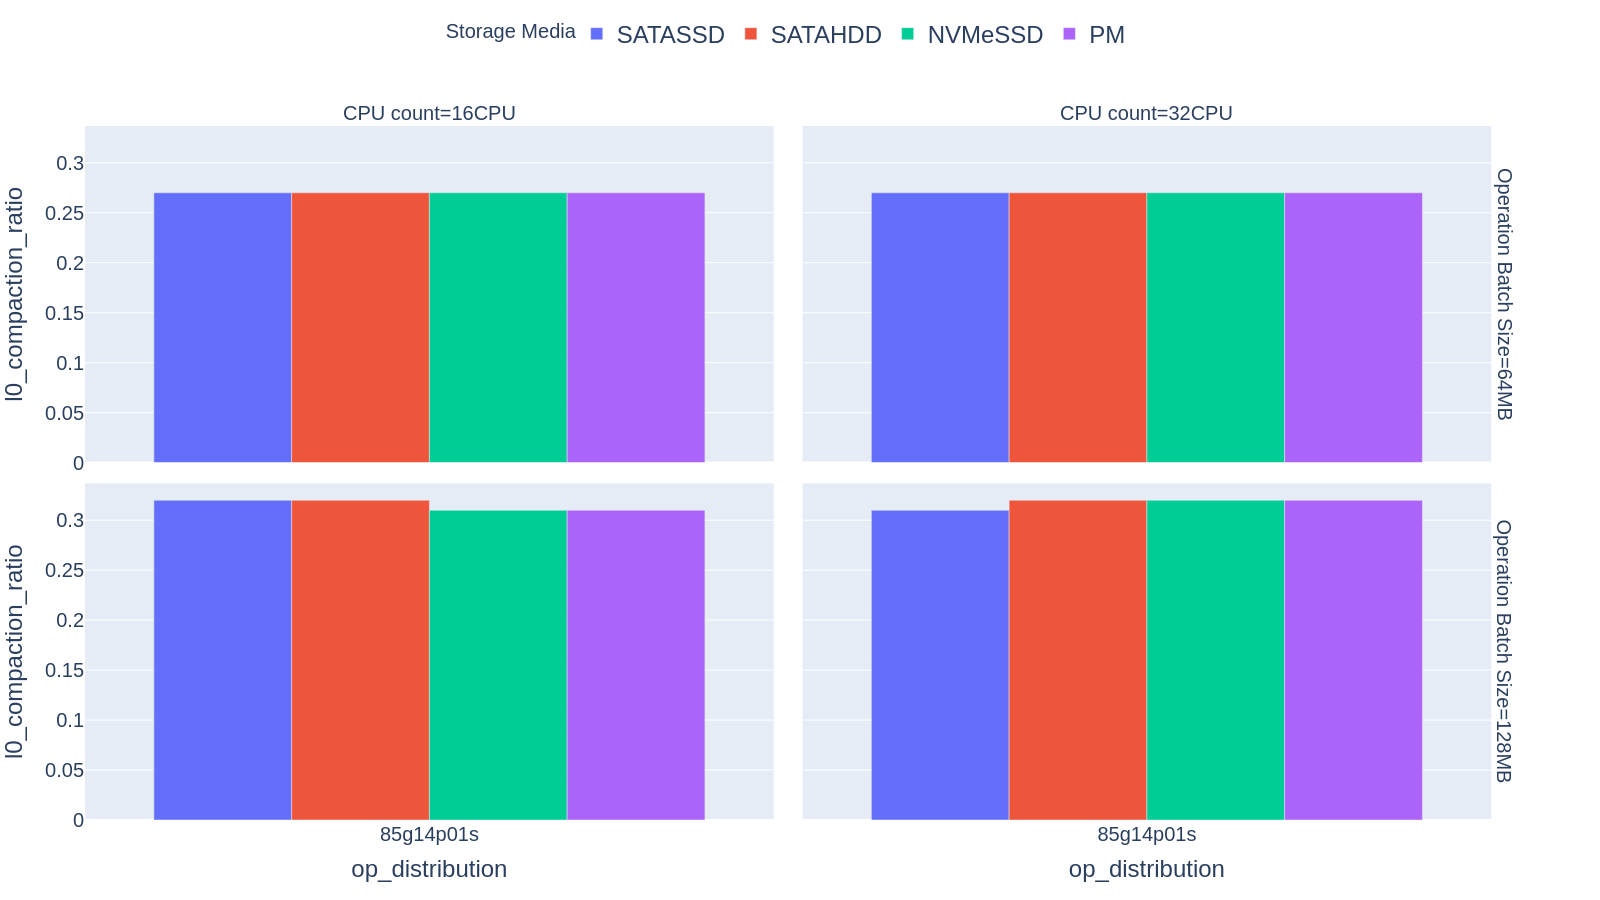 Storage Media SATASSD SATAHDD NVMeSSD PM
CPU count=16CPU
CPU count=32CPU
l0_compaction_ratio
0.3
0.25
0.2
0.15
0.1
0.05
0
Operation Batch Size=64MB
l0_compaction_ratio
0.3
0.25
0.2
0.15
0.1
0.05
0
Operation Batch Size=128MB
85g14p01s
85g14p01s
op_distribution
op_distribution